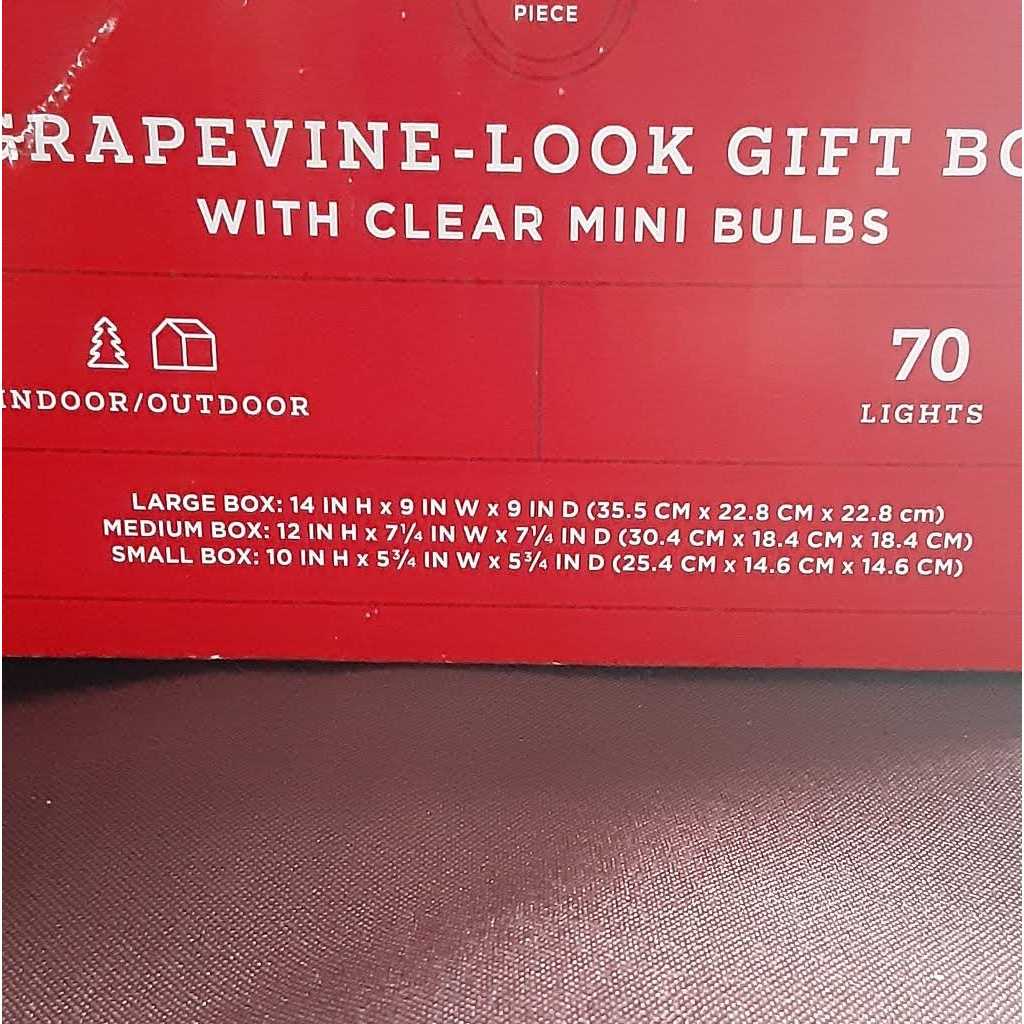 PIECE
GRAPEVINE-LOOK GIFT
WITH CLEAR MINI BULBS
INDOOR/OUTDOOR
70
LIGHTS
LARGE BOX: 14 IN H x 9 IN W x 9 IN D (35.5 CM x 22.8 CM x 22.8 cm)
MEDIUM BOX: 12 IN H x 7¼ IN W x 7¼ IN D (30.4 CM x 18.4 CM x 18.4 CM)
SMALL BOX: 10 IN H x 5¾ IN W x 5¾ IN D (25.4 CM x 14.6 CM x 14.6 CM)